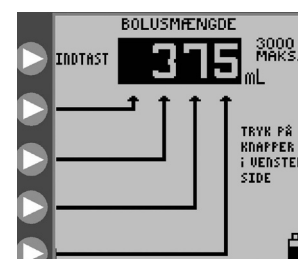 BOLUSMÆNGDE
INDTAST 375 mL 3000 MAKS.
TRYK PÅ
KNAPPER
i VENSTRE
SIDE